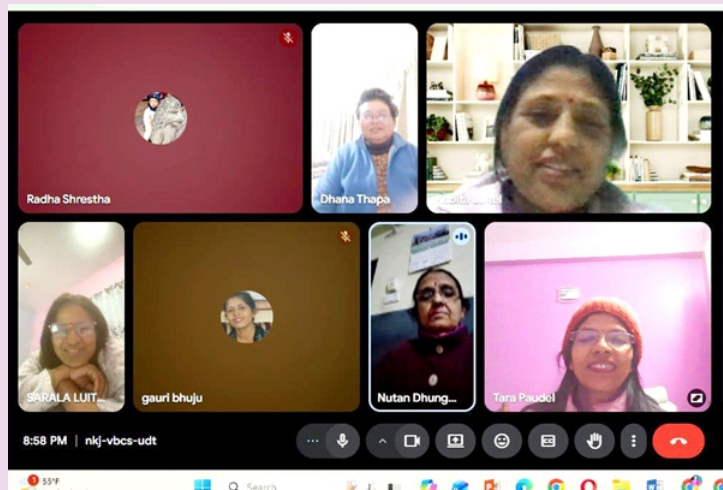 Radha Shrestha
Dhana Thapa
SARALA LUIT...
gauri bhuju
Nutan Dhung...
Tara Paudel
8:58 PM | nkj-vbcs-udt
1
55°F
Search